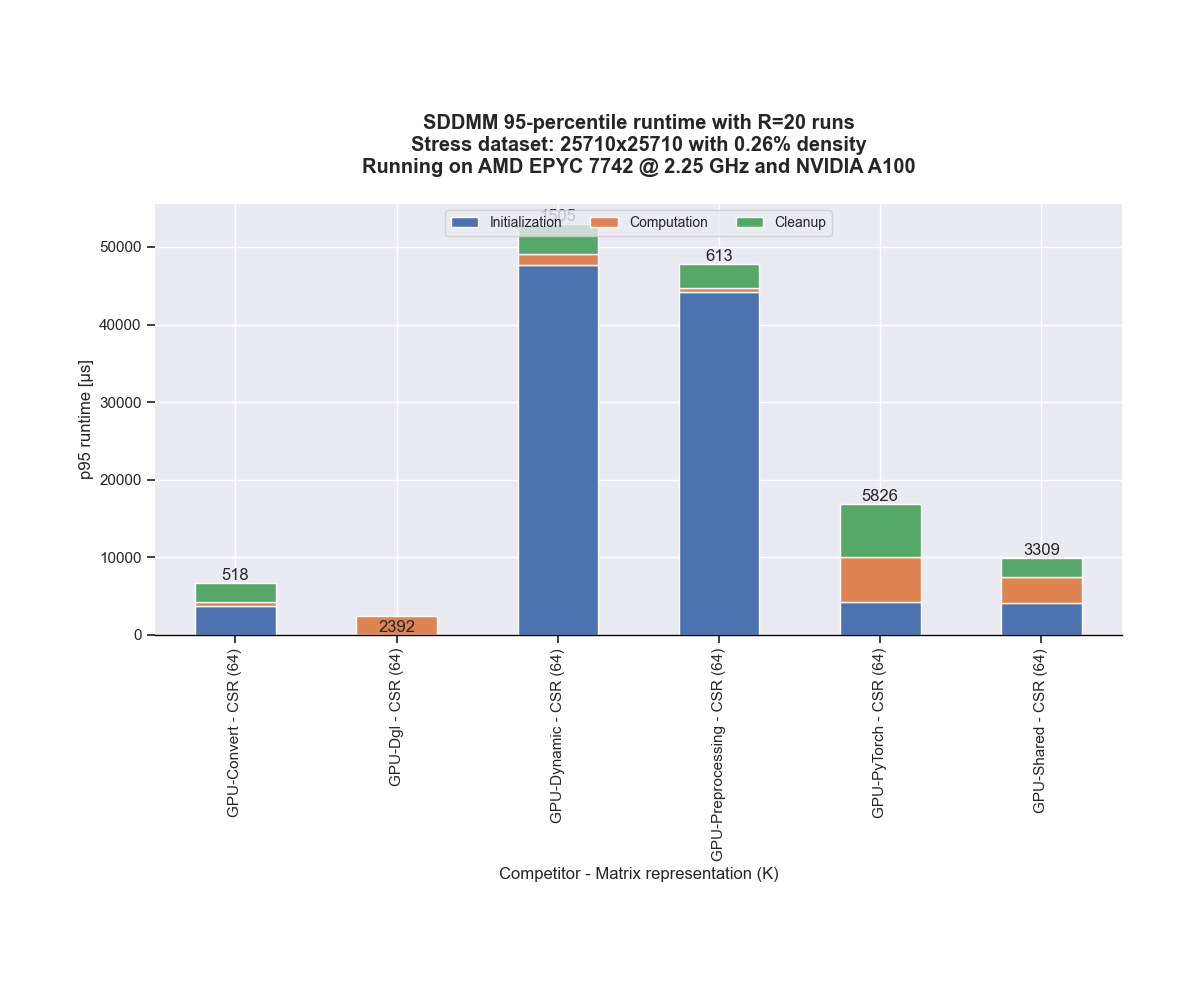 SDDMM 95-percentile runtime with R=20 runs
Stress dataset: 25710x25710 with 0.26% density
Running on AMD EPYC 7742 @ 2.25 GHz and NVIDIA A100
1505
Initialization Computation Cleanup
50000
613
40000
30000
20000
5826
10000
3309
518
2392
0
p95 runtime [μs]
GPU-Convert - CSR (64)
GPU-Dgl - CSR (64)
GPU-Dynamic - CSR (64)
GPU-Preprocessing - CSR (64)
GPU-PyTorch - CSR (64)
GPU-Shared - CSR (64)
Competitor - Matrix representation (K)